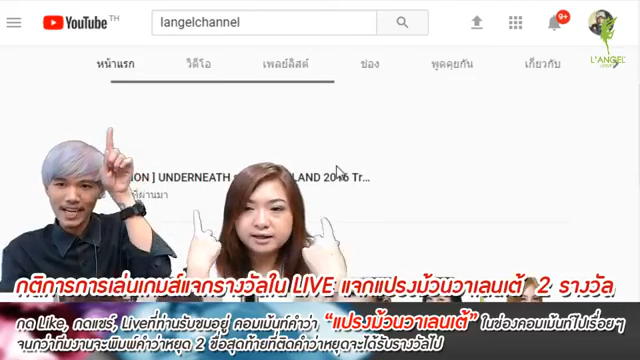 YouTube TH
langelchannel
9+
L'ANGEL
หน้าแรก วิดีโอ เพลย์ลิสต์ ช่อง พูดคุยกัน เกี่ยวกับ
ION ] UNDERNEATH LAND 2016 Tr...
ที่ผ่านมา
กติการการเล่นเกมส์แจกรางวัลใน LIVE แจกแปรงม้วนวาเลนเต้ 2 รางวัล
กด Like, กดแชร์, Liveที่ท่านรับชมอยู่ คอมเม้นท์คำว่า "แปรงม้วนวาเลนเต้" ในช่องคอมเม้นท์ไปเรื่อยๆ
จนกว่าทีมงานจะพิมพ์คำว่าหยุด 2 ชื่อสุดท้ายที่ติดคำว่าหยุดจะได้รับรางวัลไป